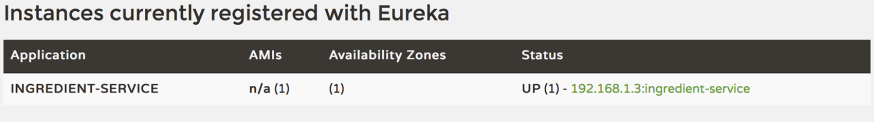 Instances currently registered with Eureka
Application AMIs Availability Zones Status
INGREDIENT-SERVICE n/a (1) (1) UP (1) - 192.168.1.3:ingredient-service